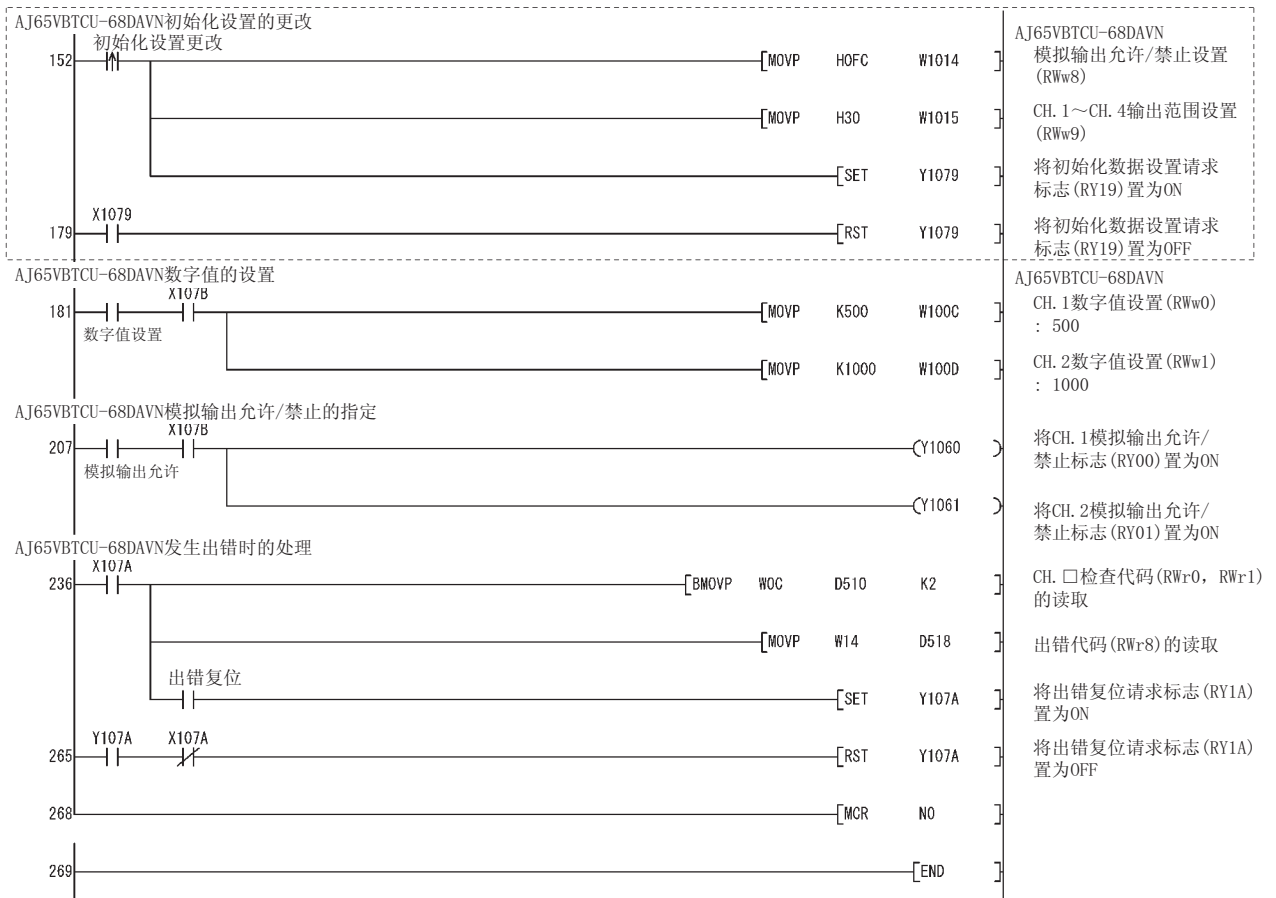 AJ65VBTCU-68DAVN初始化设置的更改
初始化设置更改
152
[MOVP H0FC W1014 ]
AJ65VBTCU-68DAVN
模拟输出允许/禁止设置
(RWw8)
[MOVP H30 W1015 ]
CH.1～CH.4输出范围设置
(RWw9)
[SET Y1079 ]
将初始化数据设置请求
标志(RY19)置为ON
X1079
179
[RST Y1079 ]
将初始化数据设置请求
标志(RY19)置为OFF
AJ65VBTCU-68DAVN数字值的设置
X107B
181
数字值设置
[MOVP K500 W100C ]
AJ65VBTCU-68DAVN
CH.1数字值设置(RWw0)
: 500
[MOVP K1000 W100D ]
CH.2数字值设置(RWw1)
: 1000
AJ65VBTCU-68DAVN模拟输出允许/禁止的指定
X107B
207
模拟输出允许
(Y1060 )
将CH.1模拟输出允许/
禁止标志(RY00)置为ON
(Y1061 )
将CH.2模拟输出允许/
禁止标志(RY01)置为ON
AJ65VBTCU-68DAVN发生出错时的处理
X107A
236
[BMOVP W0C D510 K2 ]
CH.□检查代码(RWr0，RWr1)
的读取
[MOVP W14 D518 ]
出错代码(RWr8)的读取
出错复位
[SET Y107A ]
将出错复位请求标志(RY1A)
置为ON
Y107A X107A
265
[RST Y107A ]
将出错复位请求标志(RY1A)
置为OFF
268
[MCR N0 ]
269
[END ]